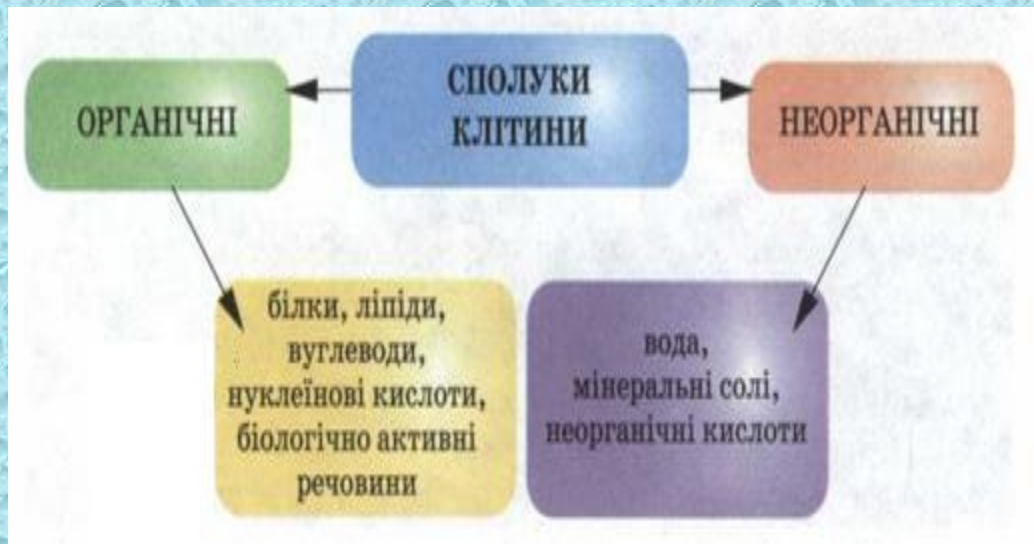 СПОЛУКИ
КЛІТИНИ
ОРГАНІЧНІ
НЕОРГАНІЧНІ
білки, ліпіди,
вуглеводи,
нуклеїнові кислоти,
біологічно активні
речовини
вода,
мінеральні солі,
неорганічні кислоти